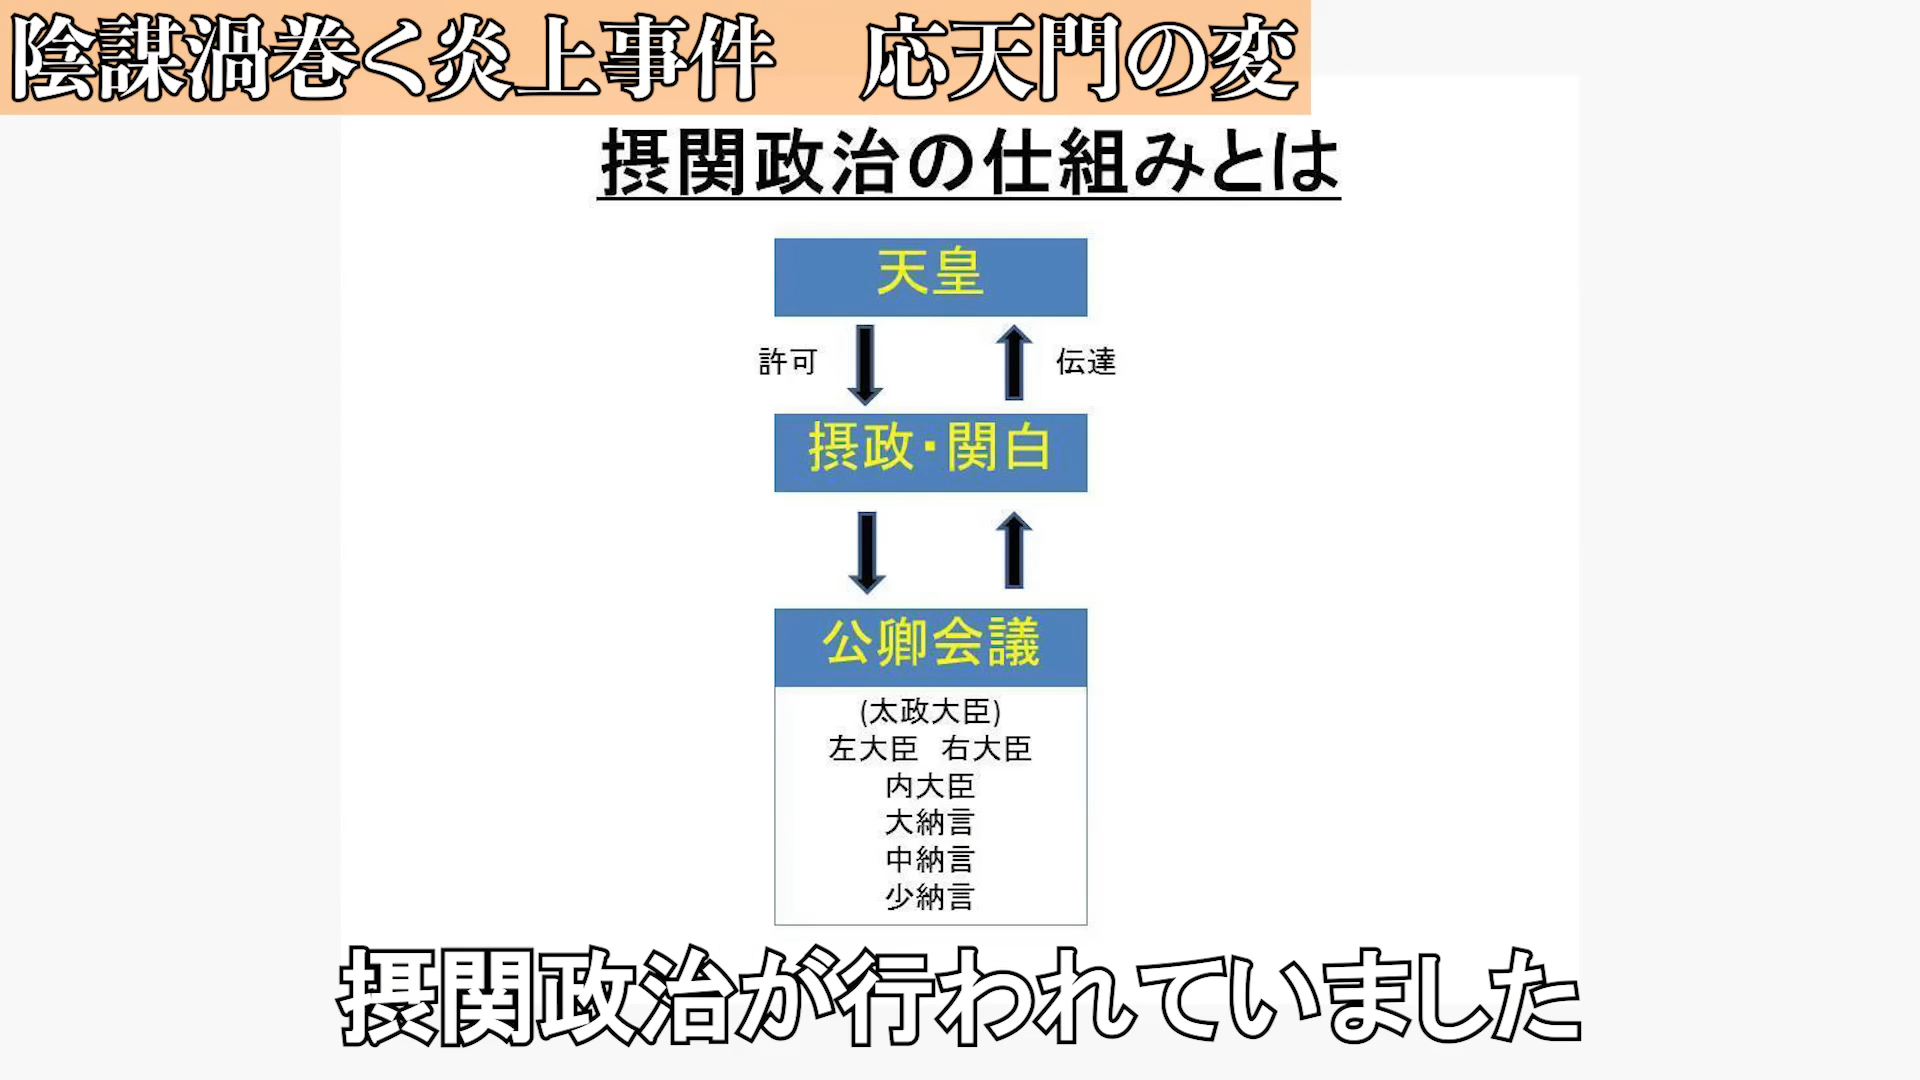 陰謀渦巻く炎上事件　応天門の変
摂関政治の仕組みとは
天皇
許可
伝達
摂政・関白
公卿会議
(太政大臣)
左大臣　右大臣
内大臣
大納言
中納言
少納言
摂関政治が行われていました